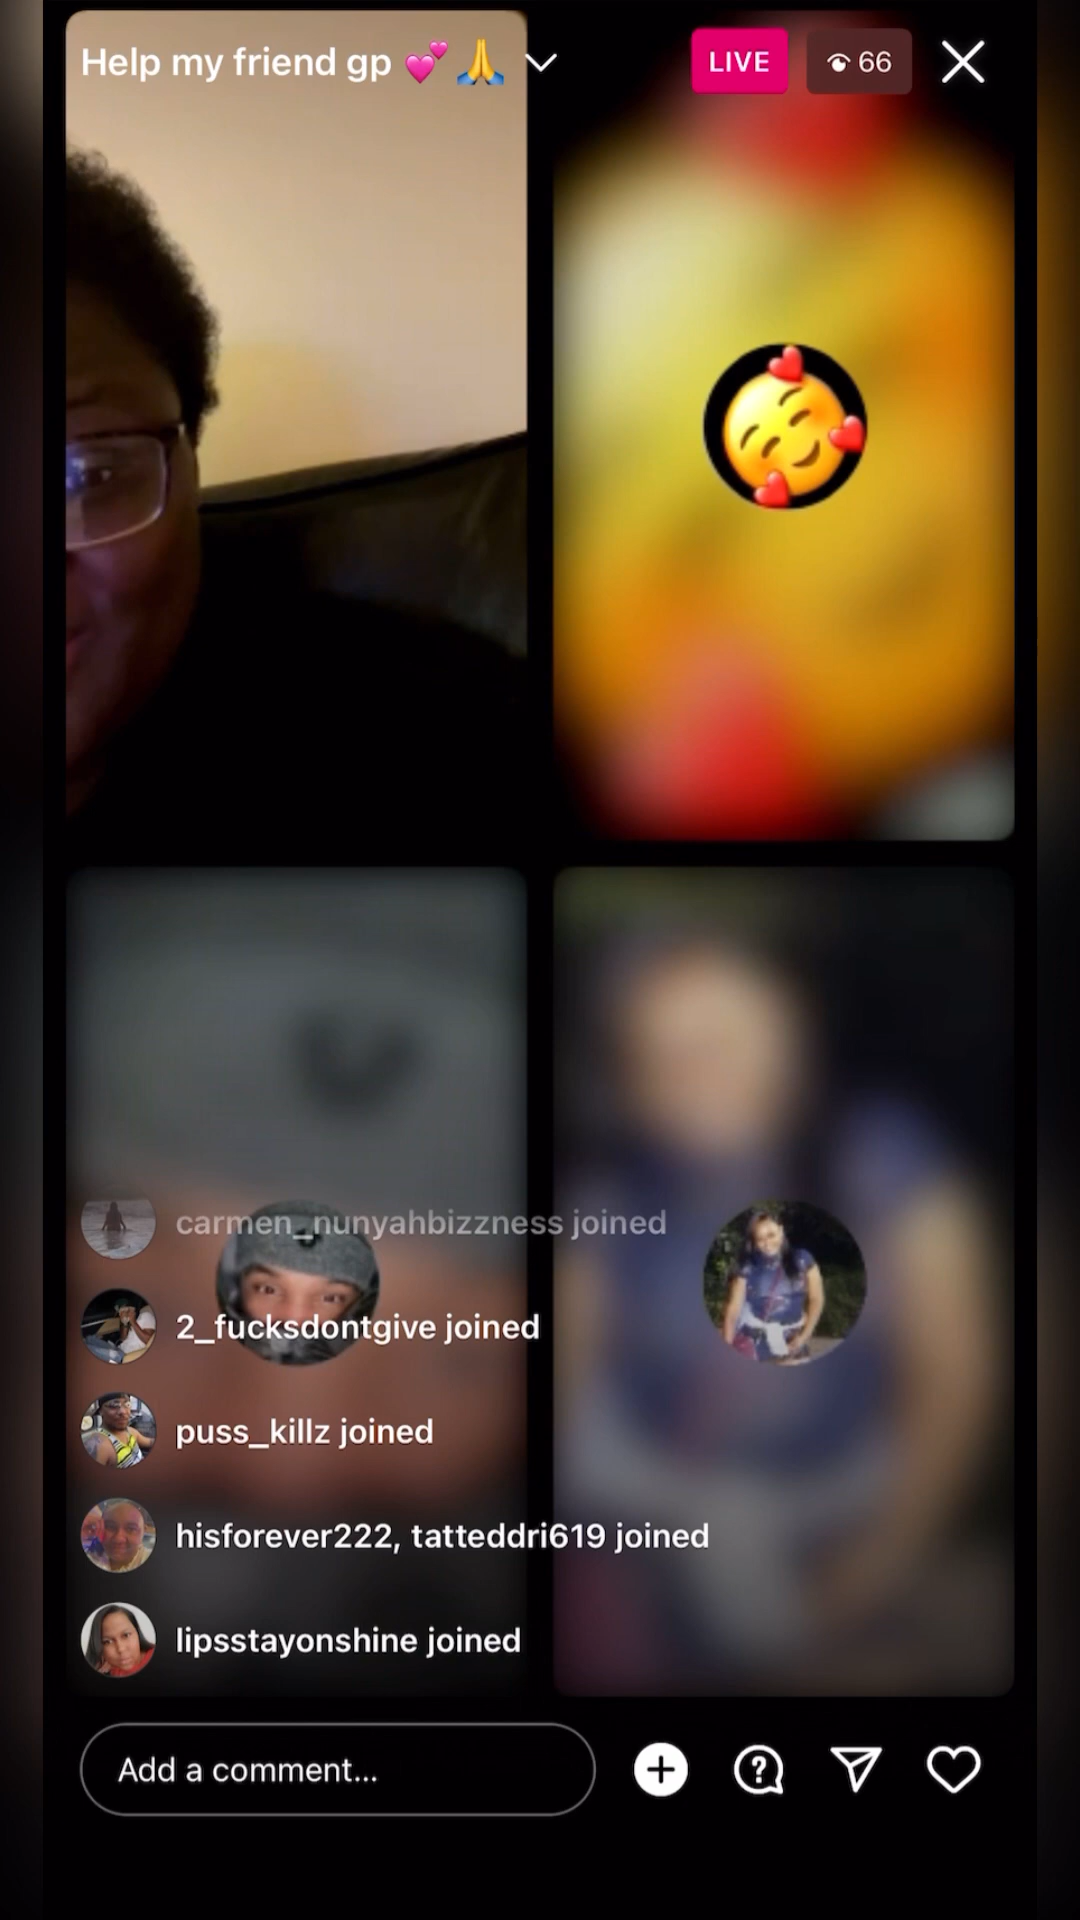 Help my friend gp 💕 🙏
LIVE
66
carmen_nunyahbizzness joined
2_fucksdontgive joined
puss_killz joined
hisforever222, tatteddri619 joined
lipsstayonshine joined
Add a comment...